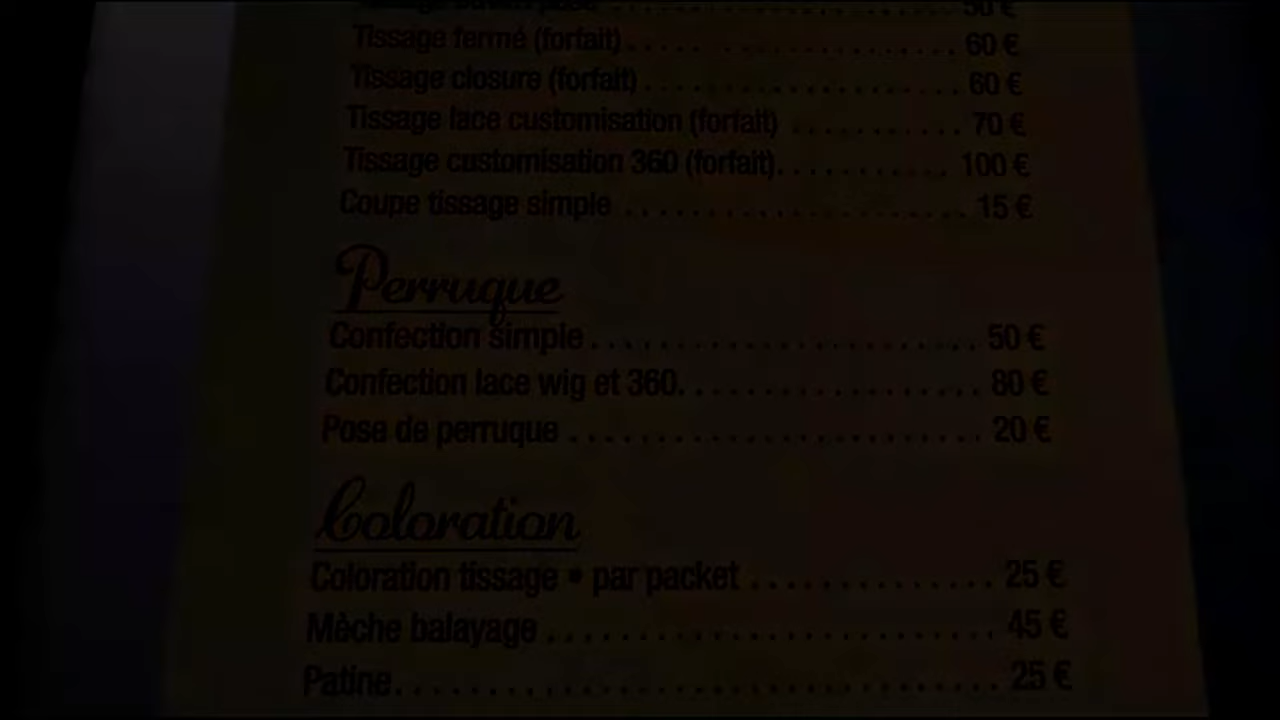 Tissage 50 €
Tissage fermé (forfait) 60 €
Tissage closure (forfait) 60 €
Tissage lace customisation (forfait) 70 €
Tissage customisation 360 (forfait) 100 €
Coupe tissage simple 15 €
Perruque
Confection simple 50 €
Confection lace wig et 360 80 €
Pose de perruque 20 €
Coloration
Coloration tissage • par packet 25 €
Mèche balayage 45 €
Patine 25 €